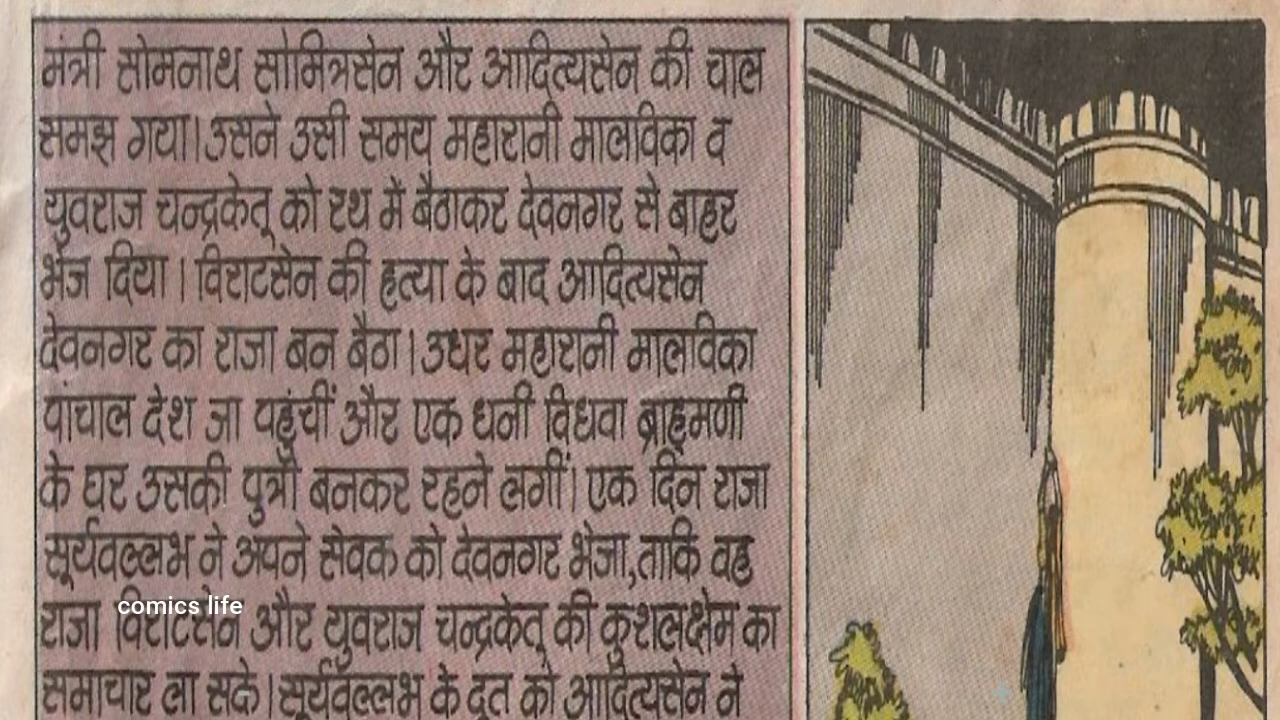 मंत्री सोमनाथ सोमित्रसेन और आदित्यसेन की चाल
समझ गया। उसने उसी समय महारानी मालविका व
युवराज चन्द्रकेतू को रथ में बैठाकर देवनगर से बाहर
भेज दिया। विराटसेन की हत्या के बाद आदित्यसेन
देवनगर का राजा बन बैठा। उधर महारानी मालविका
पांचाल देश जा पहुंचीं और एक धनी विधवा ब्राह्मणी
के घर उसकी पुत्री बनकर रहने लगीं। एक दिन राजा
सूर्यवल्लभ ने अपने सेवक को देवनगर भेजा,ताकि वह
राजा विराटसेन और युवराज चन्द्रकेतू की कुशलक्षेम का
comics life
समाचार ला सके। सूर्यवल्लभ के दूत को आदित्यसेन ने